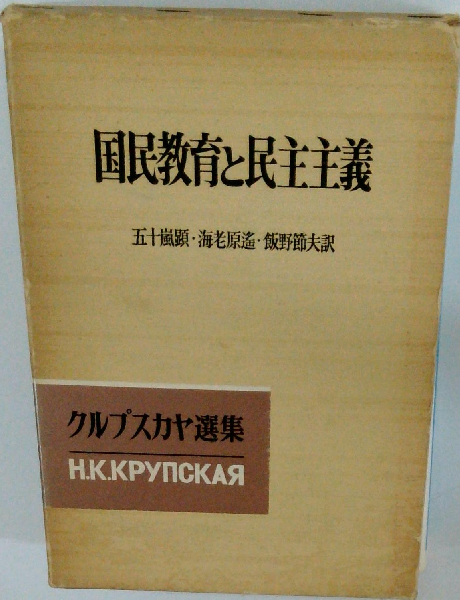 国民教育と民主主義
五十嵐顕・海老原遙・飯野節夫訳
クルプスカヤ選集
Н.К.КРУПСКАЯ